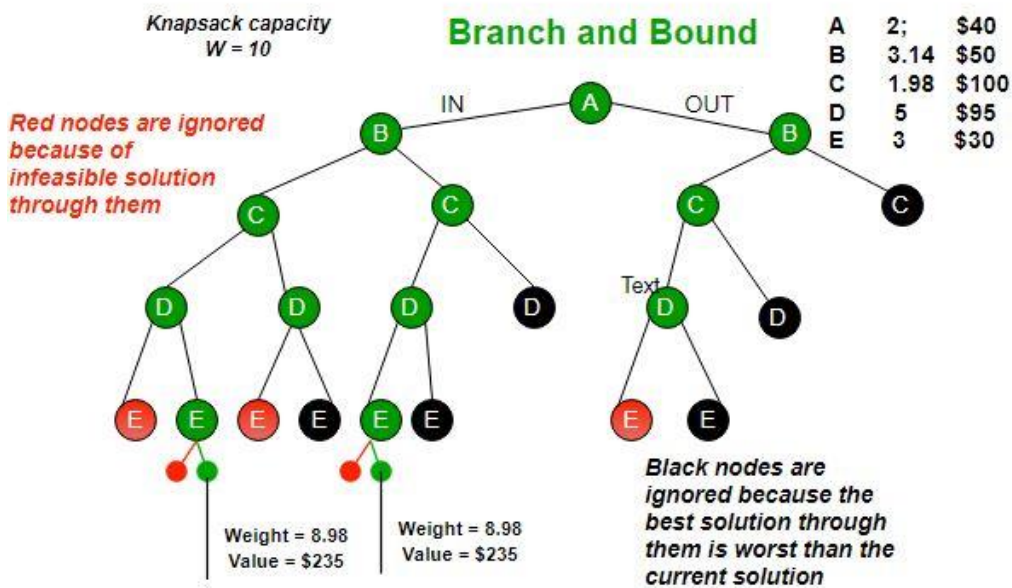 Knapsack capacity
W = 10
Branch and Bound
A 2; $40
B 3.14 $50
C 1.98 $100
D 5 $95
E 3 $30
Red nodes are ignored
because of
infeasible solution
through them
A
IN
OUT
B
B
C
C
C
C
D
D
D
D
Text
D
D
E
E
E
E
E
E
E
E
Weight = 8.98
Value = $235
Weight = 8.98
Value = $235
Black nodes are
ignored because the
best solution through
them is worst than the
current solution